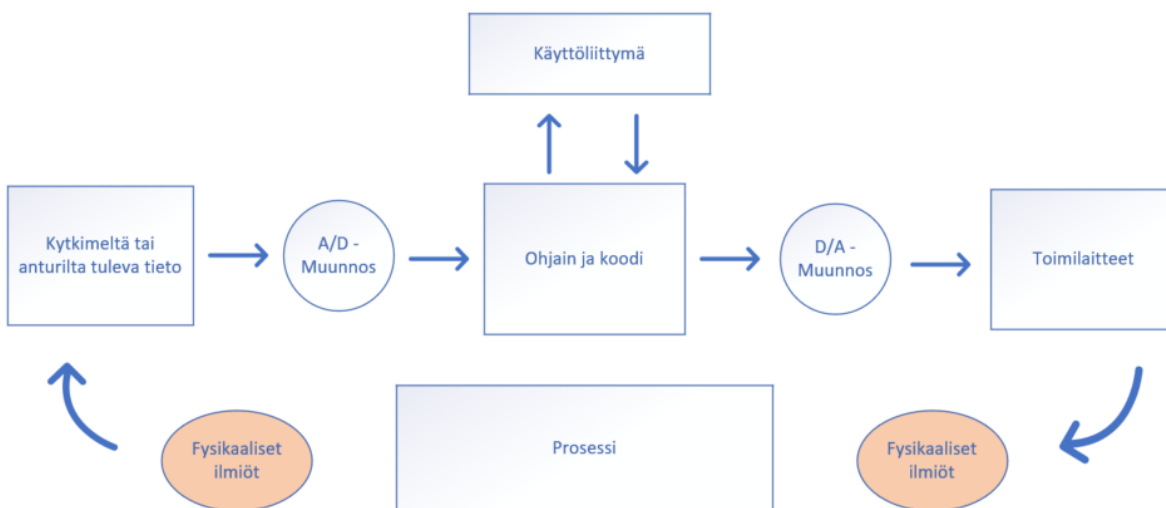 Käyttöliittymä
Kytkimeltä tai
anturilta tuleva tieto
A/D -
Muunnos
Ohjain ja koodi
D/A -
Muunnos
Toimilaitteet
Fysikaaliset
ilmiöt
Prosessi
Fysikaaliset
ilmiöt